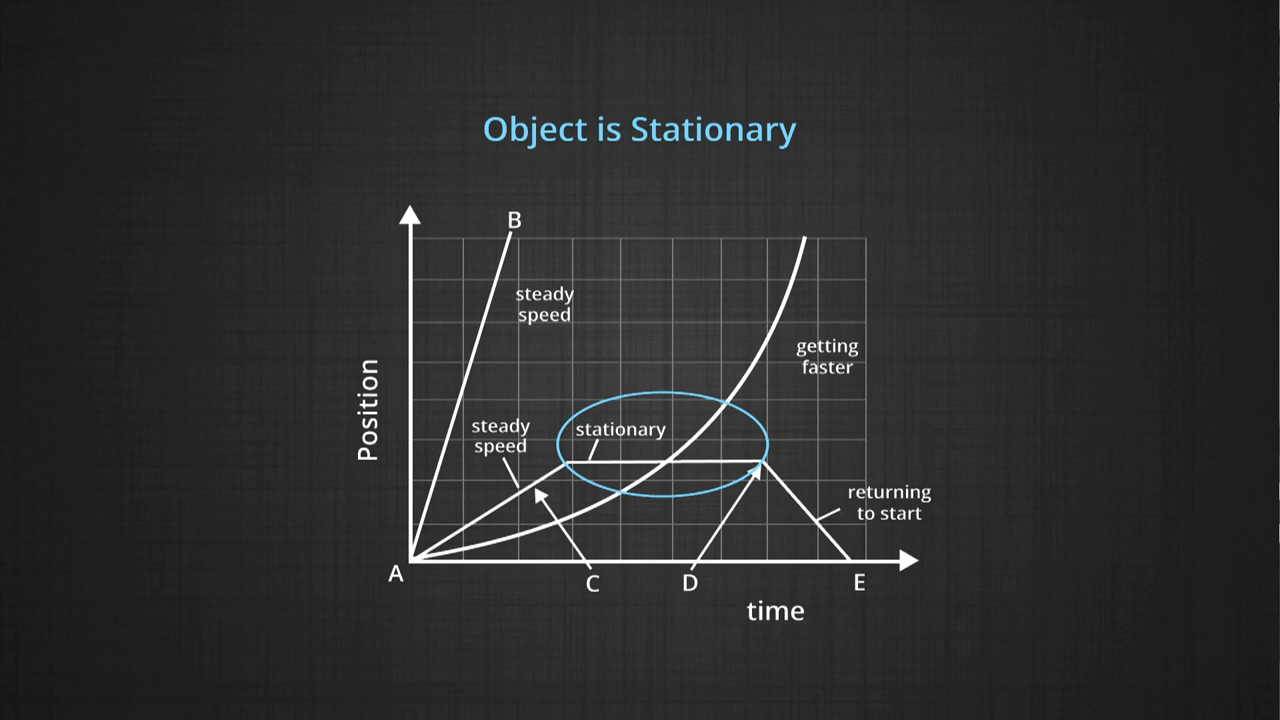 Object is Stationary
B
steady
speed
getting
faster
Position
steady
speed
stationary
returning
to start
A
C
D
E
time